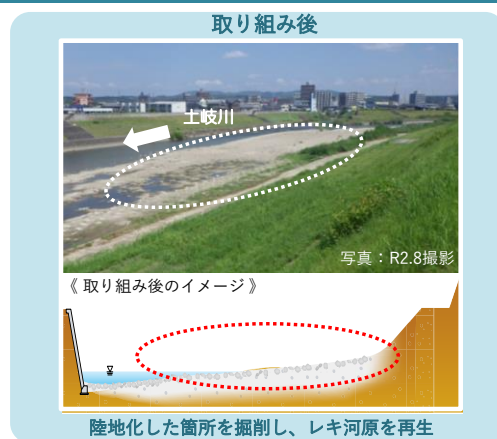 取り組み後
土岐川
写真：R2.8撮影
《 取り組み後のイメージ 》
陸地化した箇所を掘削し、レキ河原を再生